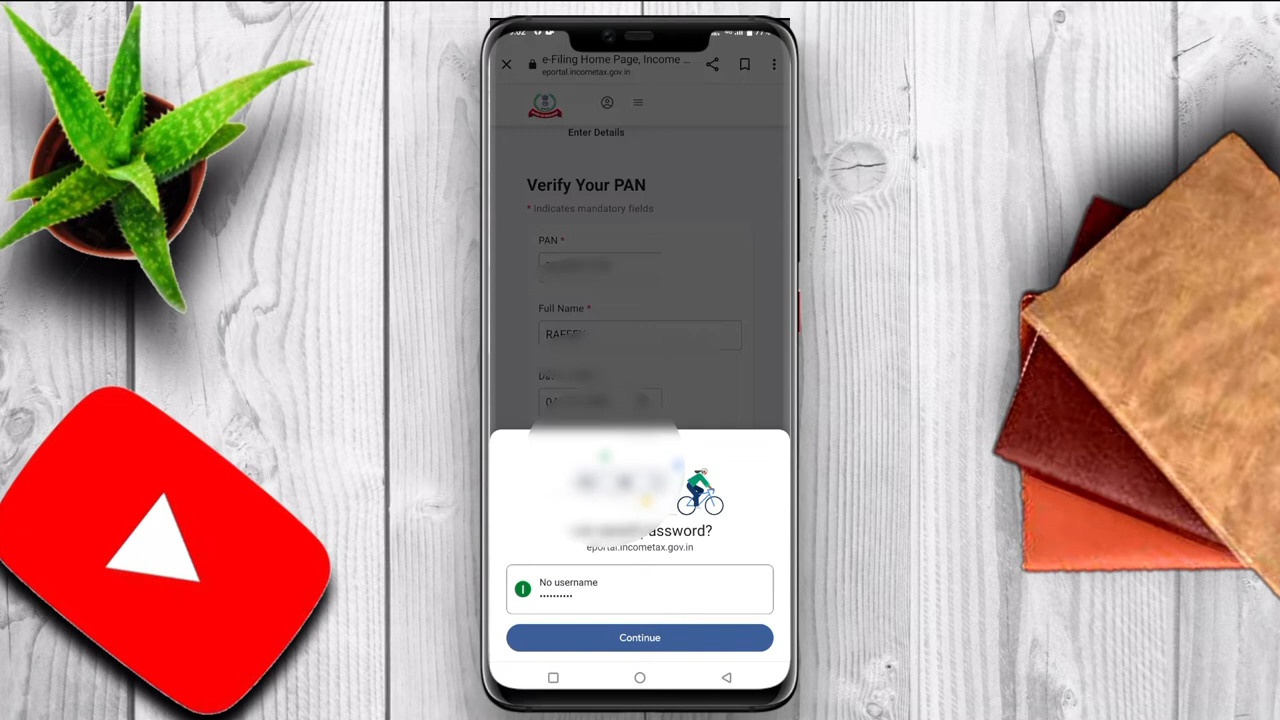 e-Filing Home Page, Income ...
eportal.incometax.gov.in
Enter Details
Verify Your PAN
* Indicates mandatory fields
PAN *
Full Name *
password?
eportal.incometax.gov.in
No username
••••••••••
Continue